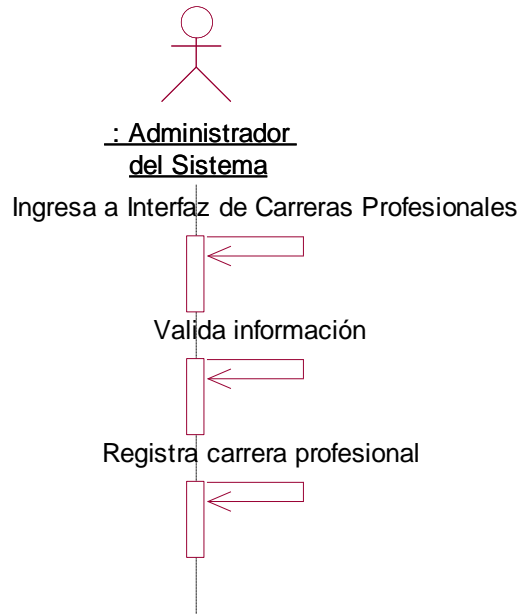 : Administrador
del Sistema
Ingresa a Interfaz de Carreras Profesionales
Valida información
Registra carrera profesional